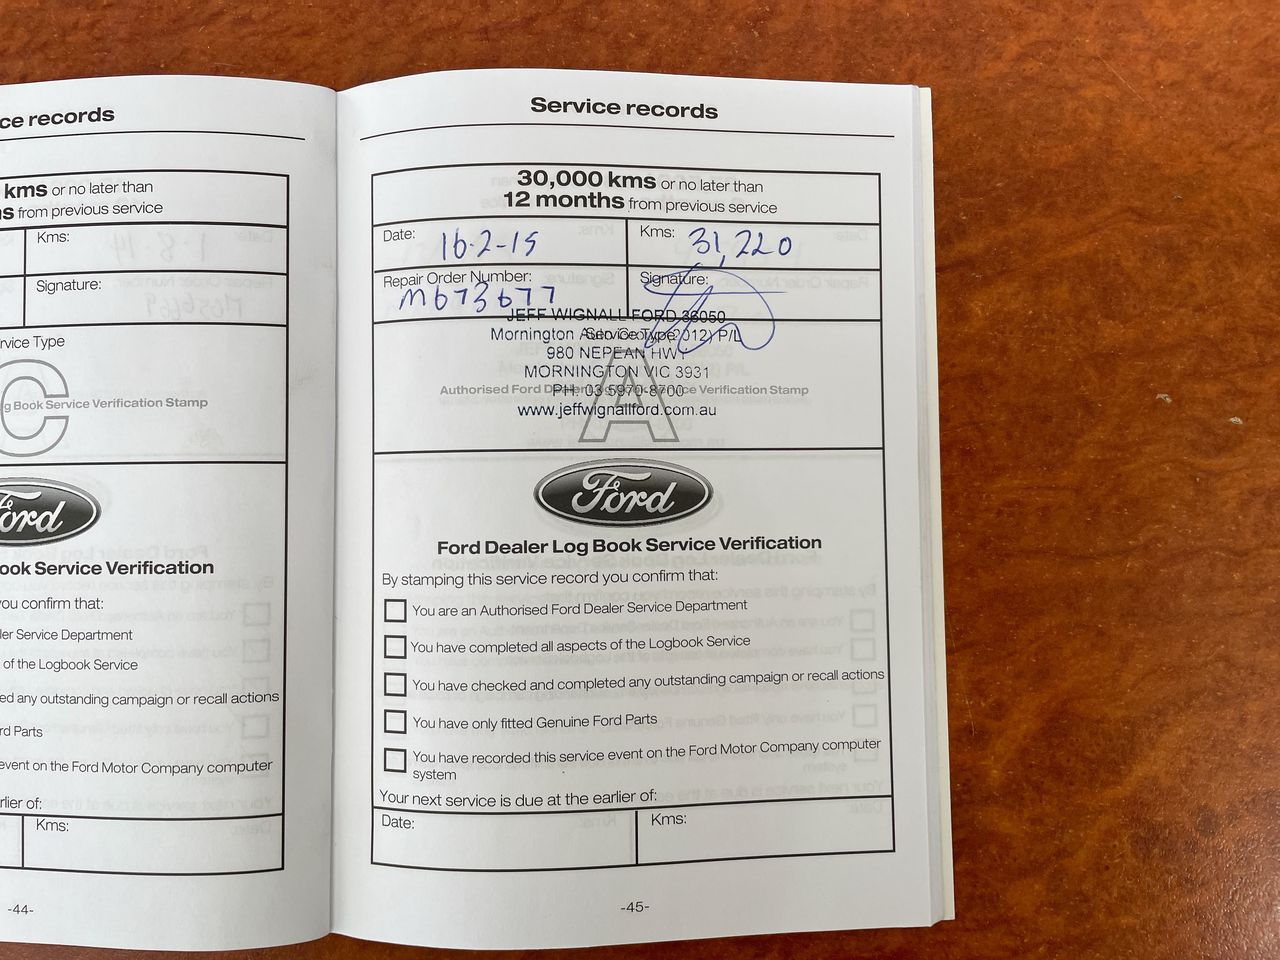 ce records
kms or no later than
s from previous service
Kms:
Signature:
rvice Type
C
g Book Service Verification Stamp
Ford
ook Service Verification
you confirm that:
ler Service Department
of the Logbook Service
ed any outstanding campaign or recall actions
rd Parts
event on the Ford Motor Company computer
rlier of:
Kms:
-44-
Service records
30,000 kms or no later than
12 months from previous service
Date: 16-2-15
Kms: 31,220
Repair Order Number:
M673677
Signature:
JEFF WIGNALL FORD 36050
Mornington Auto Group (2012) P/L
Service Type
980 NEPEAN HWY
MORNINGTON VIC 3931
A
Authorised Ford Dealer Log Book Service Verification Stamp
PH: 03 5970-8700
www.jeffwignallford.com.au
Ford
Ford Dealer Log Book Service Verification
By stamping this service record you confirm that:
You are an Authorised Ford Dealer Service Department
You have completed all aspects of the Logbook Service
You have checked and completed any outstanding campaign or recall actions
You have only fitted Genuine Ford Parts
You have recorded this service event on the Ford Motor Company computer
system
Your next service is due at the earlier of:
Date:
Kms:
-45-